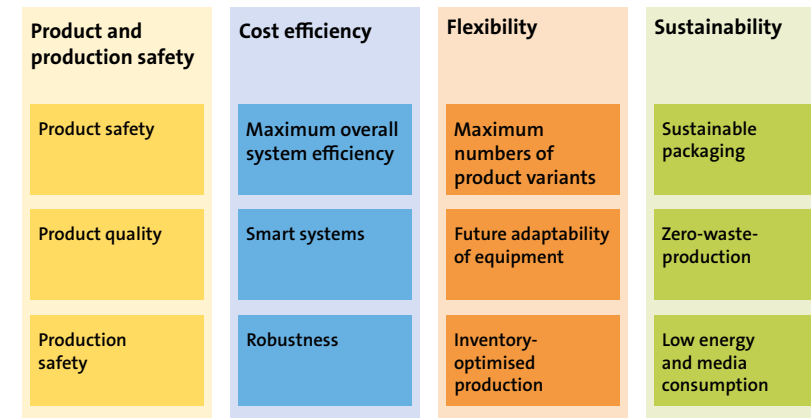 Product and
production safety
Product safety
Product quality
Production
safety
Cost efficiency
Maximum overall
system efficiency
Smart systems
Robustness
Flexibility
Maximum
numbers of
product variants
Future adaptability
of equipment
Inventory-
optimised
production
Sustainability
Sustainable
packaging
Zero-waste-
production
Low energy
and media
consumption